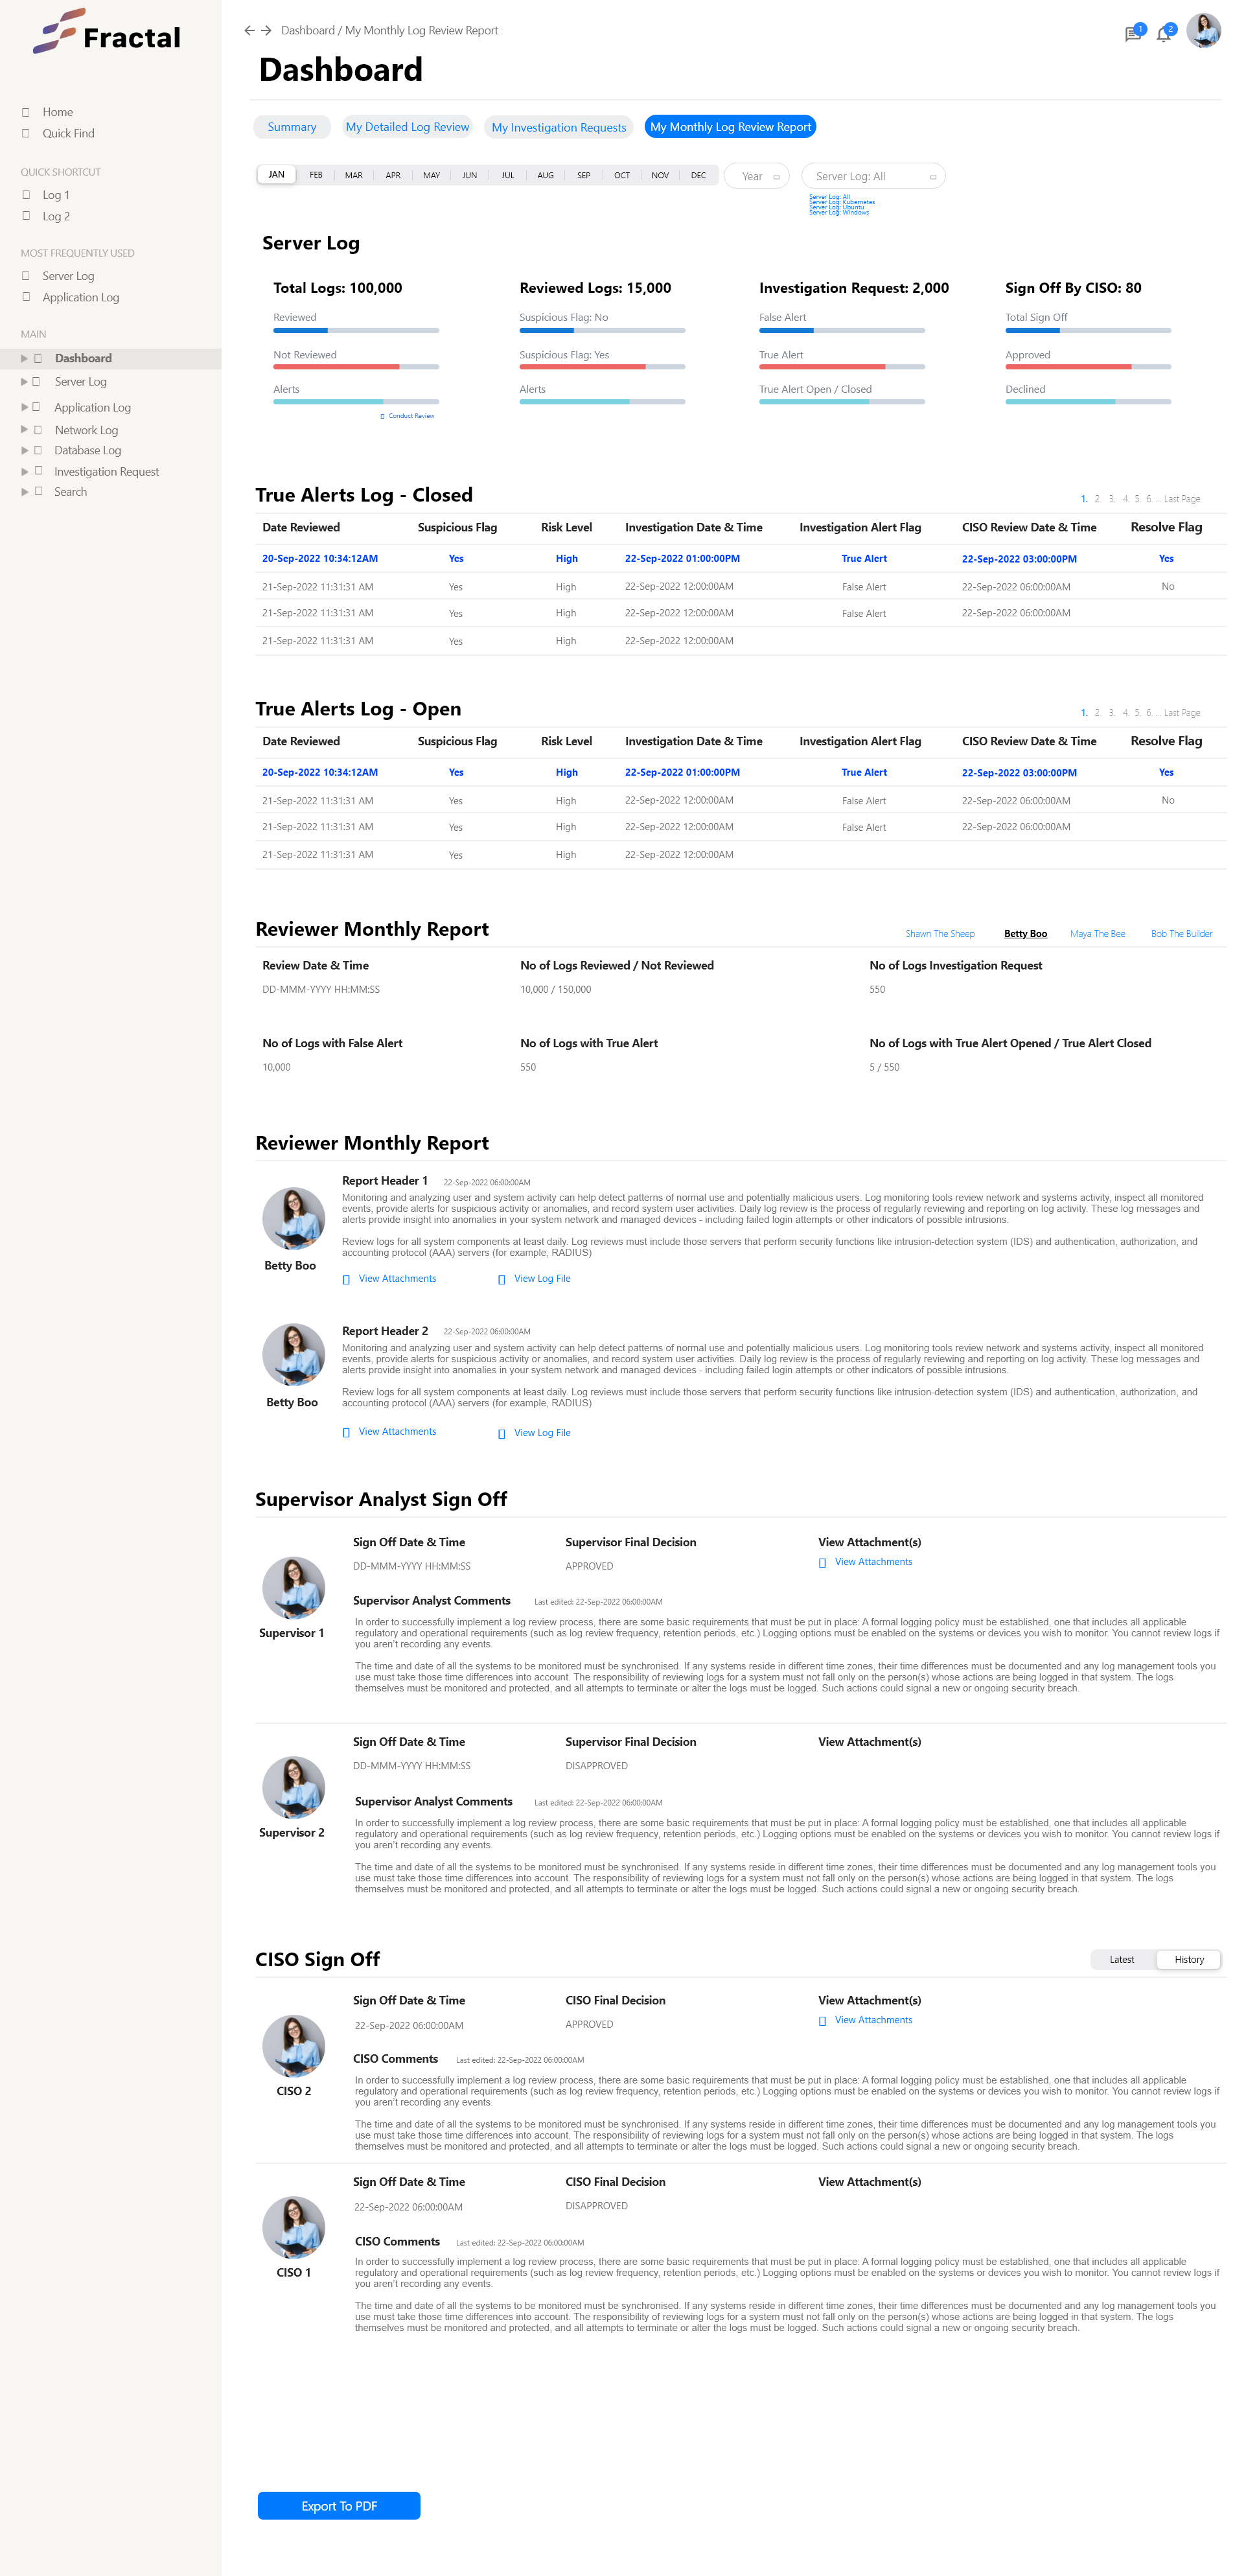 Fractal
Home
Quick Find
QUICK SHORTCUT
Log 1
Log 2
MOST FREQUENTLY USED
Server Log
Application Log
MAIN
Dashboard
Server Log
Application Log
Network Log
Database Log
Investigation Request
Search
Dashboard / My Monthly Log Review Report
1
2
Dashboard
Summary My Detailed Log Review My Investigation Requests My Monthly Log Review Report
JAN FEB MAR APR MAY JUN JUL AUG SEP OCT NOV DEC Year Server Log: All
Server Log: All
Server Log: Kubernetes
Server Log: Ubuntu
Server Log: Windows
Server Log
Total Logs: 100,000 Reviewed Logs: 15,000 Investigation Request: 2,000 Sign Off By CISO: 80
Reviewed Suspicious Flag: No False Alert Total Sign Off
Not Reviewed Suspicious Flag: Yes True Alert Approved
Alerts Alerts True Alert Open / Closed Declined
Conduct Review
True Alerts Log - Closed 1. 2. 3. 4. 5. 6. ... Last Page
Date Reviewed Suspicious Flag Risk Level Investigation Date & Time Investigation Alert Flag CISO Review Date & Time Resolve Flag
20-Sep-2022 10:34:12AM Yes High 22-Sep-2022 01:00:00PM True Alert 22-Sep-2022 03:00:00PM Yes
21-Sep-2022 11:31:31 AM Yes High 22-Sep-2022 12:00:00AM False Alert 22-Sep-2022 06:00:00AM No
21-Sep-2022 11:31:31 AM Yes High 22-Sep-2022 12:00:00AM False Alert 22-Sep-2022 06:00:00AM
21-Sep-2022 11:31:31 AM Yes High 22-Sep-2022 12:00:00AM
True Alerts Log - Open 1. 2. 3. 4. 5. 6. ... Last Page
Date Reviewed Suspicious Flag Risk Level Investigation Date & Time Investigation Alert Flag CISO Review Date & Time Resolve Flag
20-Sep-2022 10:34:12AM Yes High 22-Sep-2022 01:00:00PM True Alert 22-Sep-2022 03:00:00PM Yes
21-Sep-2022 11:31:31 AM Yes High 22-Sep-2022 12:00:00AM False Alert 22-Sep-2022 06:00:00AM No
21-Sep-2022 11:31:31 AM Yes High 22-Sep-2022 12:00:00AM False Alert 22-Sep-2022 06:00:00AM
21-Sep-2022 11:31:31 AM Yes High 22-Sep-2022 12:00:00AM
Reviewer Monthly Report Shawn The Sheep Betty Boo Maya The Bee Bob The Builder
Review Date & Time No of Logs Reviewed / Not Reviewed No of Logs Investigation Request
DD-MMM-YYYY HH:MM:SS 10,000 / 150,000 550
No of Logs with False Alert No of Logs with True Alert No of Logs with True Alert Opened / True Alert Closed
10,000 550 5 / 550
Reviewer Monthly Report
Report Header 1 22-Sep-2022 06:00:00AM
Monitoring and analyzing user and system activity can help detect patterns of normal use and potentially malicious users. Log monitoring tools review network and systems activity, inspect all monitored
events, provide alerts for suspicious activity or anomalies, and record system user activities. Daily log review is the process of regularly reviewing and reporting on log activity. These log messages and
alerts provide insight into anomalies in your system network and managed devices - including failed login attempts or other indicators of possible intrusions.
Review logs for all system components at least daily. Log reviews must include those servers that perform security functions like intrusion-detection system (IDS) and authentication, authorization, and
accounting protocol (AAA) servers (for example, RADIUS)
Betty Boo
View Attachments View Log File
Report Header 2 22-Sep-2022 06:00:00AM
Monitoring and analyzing user and system activity can help detect patterns of normal use and potentially malicious users. Log monitoring tools review network and systems activity, inspect all monitored
events, provide alerts for suspicious activity or anomalies, and record system user activities. Daily log review is the process of regularly reviewing and reporting on log activity. These log messages and
alerts provide insight into anomalies in your system network and managed devices - including failed login attempts or other indicators of possible intrusions.
Review logs for all system components at least daily. Log reviews must include those servers that perform security functions like intrusion-detection system (IDS) and authentication, authorization, and
accounting protocol (AAA) servers (for example, RADIUS)
Betty Boo
View Attachments View Log File
Supervisor Analyst Sign Off
Sign Off Date & Time Supervisor Final Decision View Attachment(s)
DD-MMM-YYYY HH:MM:SS APPROVED View Attachments
Supervisor Analyst Comments Last edited: 22-Sep-2022 06:00:00AM
Supervisor 1
In order to successfully implement a log review process, there are some basic requirements that must be put in place: A formal logging policy must be established, one that includes all applicable
regulatory and operational requirements (such as log review frequency, retention periods, etc.) Logging options must be enabled on the systems or devices you wish to monitor. You cannot review logs if
you aren't recording any events.
The time and date of all the systems to be monitored must be synchronised. If any systems reside in different time zones, their time differences must be documented and any log management tools you
use must take those time differences into account. The responsibility of reviewing logs for a system must not fall only on the person(s) whose actions are being logged in that system. The logs
themselves must be monitored and protected, and all attempts to terminate or alter the logs must be logged. Such actions could signal a new or ongoing security breach.
Sign Off Date & Time Supervisor Final Decision View Attachment(s)
DD-MMM-YYYY HH:MM:SS DISAPPROVED
Supervisor Analyst Comments Last edited: 22-Sep-2022 06:00:00AM
Supervisor 2
In order to successfully implement a log review process, there are some basic requirements that must be put in place: A formal logging policy must be established, one that includes all applicable
regulatory and operational requirements (such as log review frequency, retention periods, etc.) Logging options must be enabled on the systems or devices you wish to monitor. You cannot review logs if
you aren't recording any events.
The time and date of all the systems to be monitored must be synchronised. If any systems reside in different time zones, their time differences must be documented and any log management tools you
use must take those time differences into account. The responsibility of reviewing logs for a system must not fall only on the person(s) whose actions are being logged in that system. The logs
themselves must be monitored and protected, and all attempts to terminate or alter the logs must be logged. Such actions could signal a new or ongoing security breach.
CISO Sign Off Latest History
Sign Off Date & Time CISO Final Decision View Attachment(s)
22-Sep-2022 06:00:00AM APPROVED View Attachments
CISO Comments Last edited: 22-Sep-2022 06:00:00AM
CISO 2
In order to successfully implement a log review process, there are some basic requirements that must be put in place: A formal logging policy must be established, one that includes all applicable
regulatory and operational requirements (such as log review frequency, retention periods, etc.) Logging options must be enabled on the systems or devices you wish to monitor. You cannot review logs if
you aren't recording any events.
The time and date of all the systems to be monitored must be synchronised. If any systems reside in different time zones, their time differences must be documented and any log management tools you
use must take those time differences into account. The responsibility of reviewing logs for a system must not fall only on the person(s) whose actions are being logged in that system. The logs
themselves must be monitored and protected, and all attempts to terminate or alter the logs must be logged. Such actions could signal a new or ongoing security breach.
Sign Off Date & Time CISO Final Decision View Attachment(s)
22-Sep-2022 06:00:00AM DISAPPROVED
CISO Comments Last edited: 22-Sep-2022 06:00:00AM
CISO 1
In order to successfully implement a log review process, there are some basic requirements that must be put in place: A formal logging policy must be established, one that includes all applicable
regulatory and operational requirements (such as log review frequency, retention periods, etc.) Logging options must be enabled on the systems or devices you wish to monitor. You cannot review logs if
you aren't recording any events.
The time and date of all the systems to be monitored must be synchronised. If any systems reside in different time zones, their time differences must be documented and any log management tools you
use must take those time differences into account. The responsibility of reviewing logs for a system must not fall only on the person(s) whose actions are being logged in that system. The logs
themselves must be monitored and protected, and all attempts to terminate or alter the logs must be logged. Such actions could signal a new or ongoing security breach.
Export To PDF